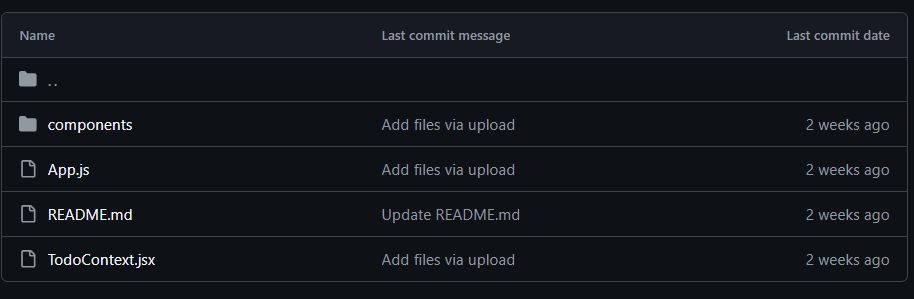 Name Last commit message Last commit date
..
components Add files via upload 2 weeks ago
App.js Add files via upload 2 weeks ago
README.md Update README.md 2 weeks ago
TodoContext.jsx Add files via upload 2 weeks ago